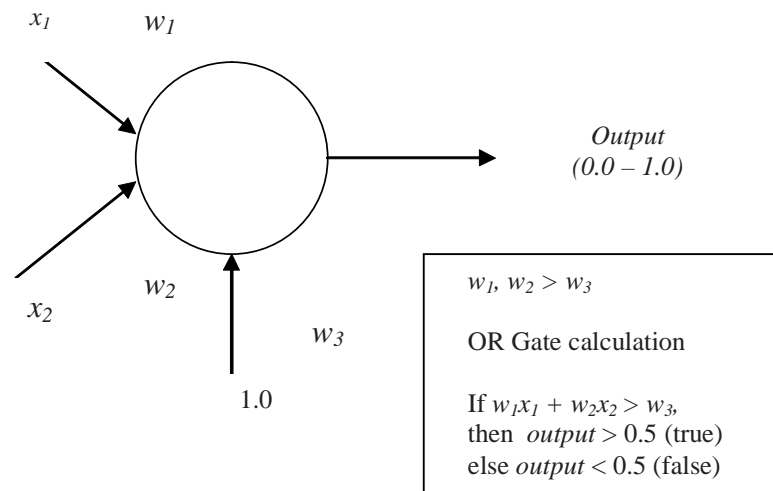 x₁
w₁
Output
(0.0 – 1.0)
w₂
x₂
w₃
1.0
w₁, w₂ > w₃
OR Gate calculation
If w₁x₁ + w₂x₂ > w₃,
then output > 0.5 (true)
else output < 0.5 (false)